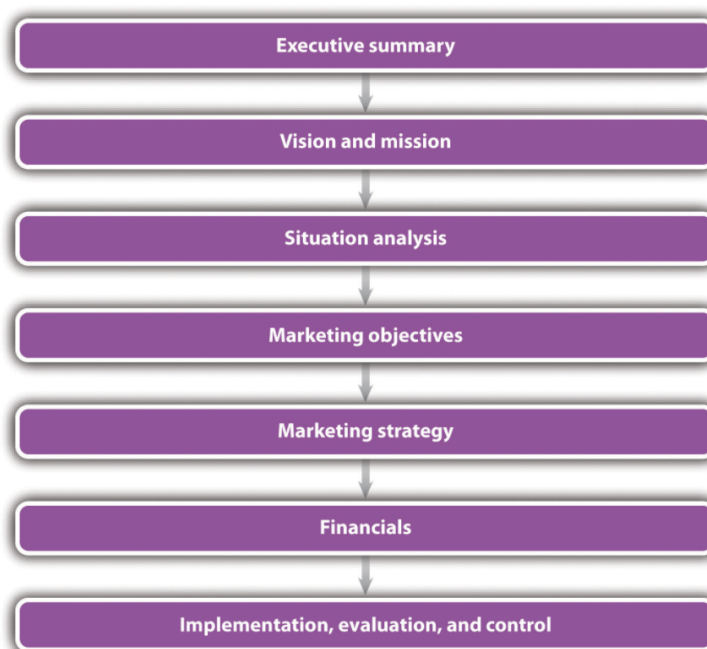 Executive summary
Vision and mission
Situation analysis
Marketing objectives
Marketing strategy
Financials
Implementation, evaluation, and control